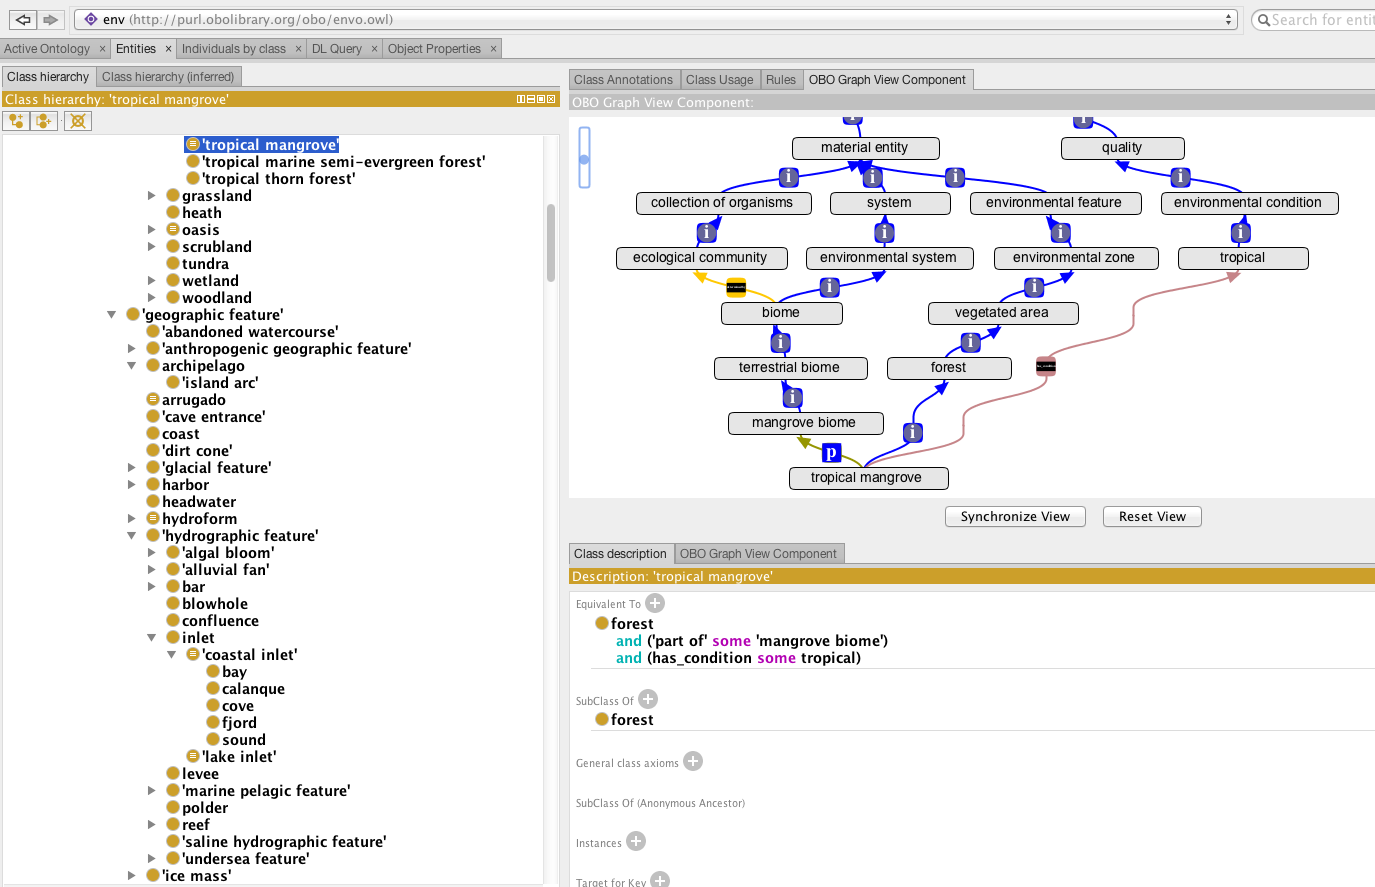 env (http://purl.obolibrary.org/obo/envo.owl)
Search for enti
Active Ontology × Entities × Individuals by class × DL Query × Object Properties ×
Class hierarchy Class hierarchy (inferred)
Class hierarchy: 'tropical mangrove'
'tropical mangrove'
'tropical marine semi-evergreen forest'
'tropical thorn forest'
grassland
heath
oasis
scrubland
tundra
wetland
woodland
'geographic feature'
'abandoned watercourse'
'anthropogenic geographic feature'
archipelago
'island arc'
arrugado
'cave entrance'
coast
'dirt cone'
'glacial feature'
harbor
headwater
hydroform
'hydrographic feature'
'algal bloom'
'alluvial fan'
bar
blowhole
confluence
inlet
'coastal inlet'
bay
calanque
cove
fjord
sound
'lake inlet'
levee
'marine pelagic feature'
polder
reef
'saline hydrographic feature'
'undersea feature'
'ice mass'
Class Annotations Class Usage Rules OBO Graph View Component
OBO Graph View Component:
i i
material entity quality
i i i i
collection of organisms system environmental feature environmental condition
i i i i
ecological community environmental system environmental zone tropical
i i
biome vegetated area
i i
terrestrial biome forest
i
mangrove biome
i
p
tropical mangrove
Synchronize View Reset View
Class description OBO Graph View Component
Description: 'tropical mangrove'
Equivalent To
forest
and ('part of' some 'mangrove biome')
and (has_condition some tropical)
SubClass Of
forest
General class axioms
SubClass Of (Anonymous Ancestor)
Instances
Target for Key